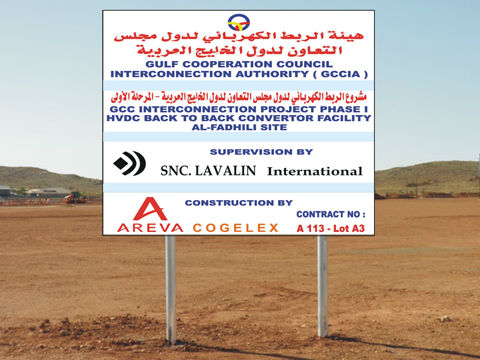 هيئة الربط الكهربائي لدول مجلس
التعاون لدول الخليج العربية
GULF COOPERATION COUNCIL
INTERCONNECTION AUTHORITY ( GCCIA )
مشروع الربط الكهربائي لدول مجلس التعاون لدول الخليج العربية - المرحلة الأولى
GCC INTERCONNECTION PROJECT PHASE I
HVDC BACK TO BACK CONVERTOR FACILITY
AL-FADHILI SITE
SUPERVISION BY
SNC. LAVALIN International
CONSTRUCTION BY
AREVA COGELEX
CONTRACT NO :
A 113 - Lot A3